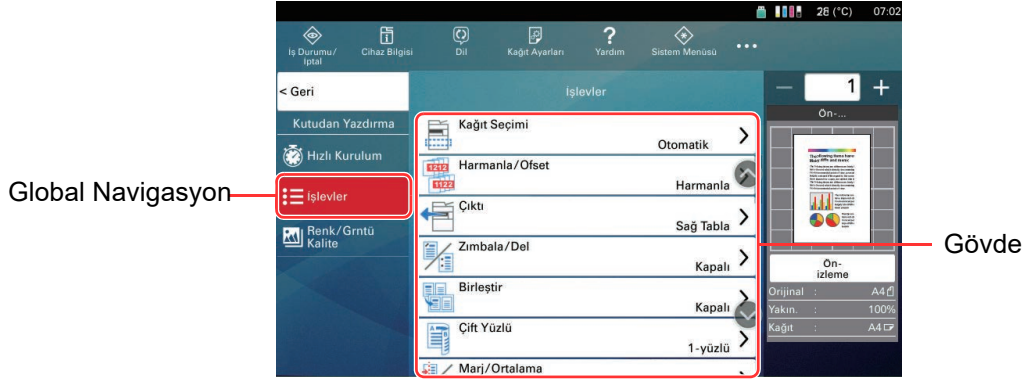 28 (°C) 07:02
İş Durumu/
İptal
Cihaz Bilgisi
Dil
Kağıt Ayarları
Yardım
Sistem Menüsü
< Geri
İşlevler
1
Kutudan Yazdırma
Hızlı Kurulum
İşlevler
Renk/Grntü
Kalite
Kağıt Seçimi
Otomatik
Harmanla/Ofset
Harmanla
Çıktı
Sağ Tabla
Zımbala/Del
Kapalı
Birleştir
Kapalı
Çift Yüzlü
1-yüzlü
Marj/Ortalama
Ön-...
Ön-
izleme
Orijinal : A4
Yakın. : 100%
Kağıt : A4
Global Navigasyon
Gövde